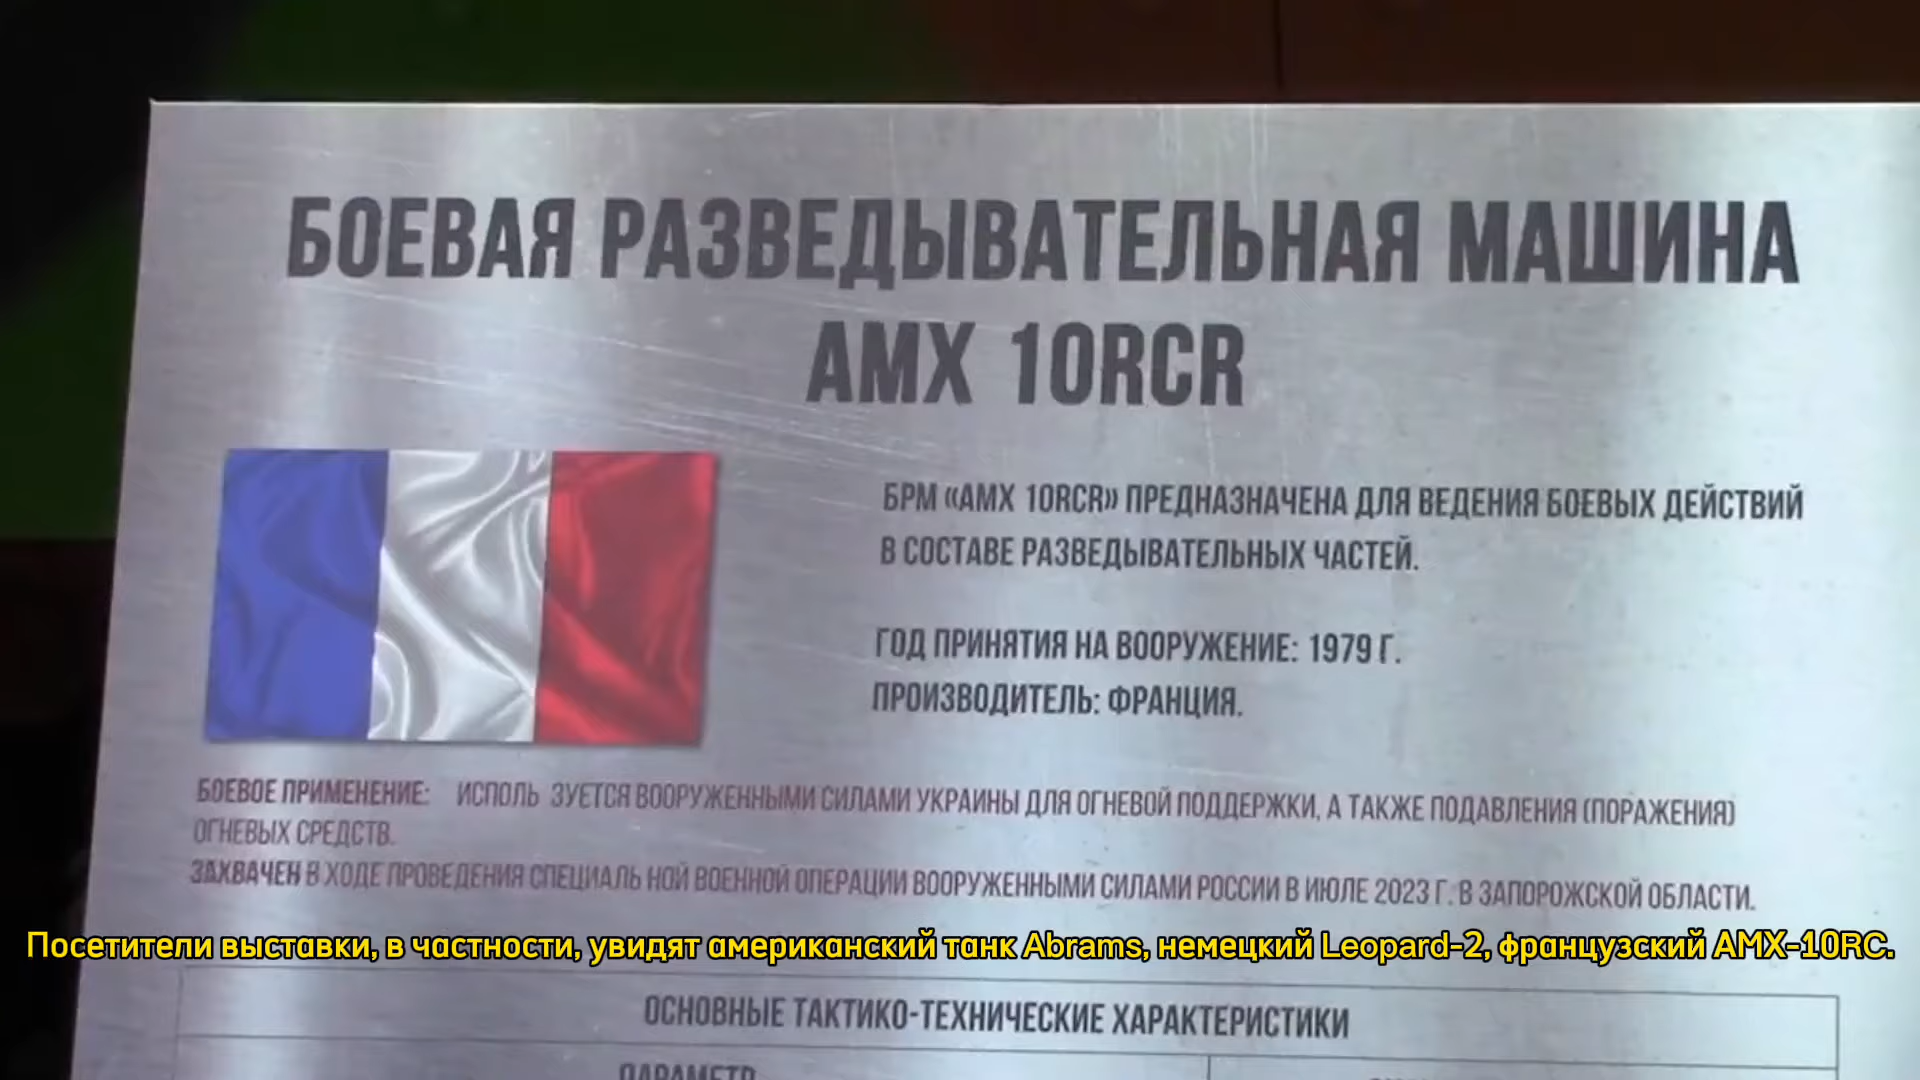 БОЕВАЯ РАЗВЕДЫВАТЕЛЬНАЯ МАШИНА
AMX 10RCR
БРМ «AMX 10RCR» ПРЕДНАЗНАЧЕНА ДЛЯ ВЕДЕНИЯ БОЕВЫХ ДЕЙСТВИЙ
В СОСТАВЕ РАЗВЕДЫВАТЕЛЬНЫХ ЧАСТЕЙ.
ГОД ПРИНЯТИЯ НА ВООРУЖЕНИЕ: 1979 Г.
ПРОИЗВОДИТЕЛЬ: ФРАНЦИЯ.
БОЕВОЕ ПРИМЕНЕНИЕ: ИСПОЛЬ ЗУЕТСЯ ВООРУЖЕННЫМИ СИЛАМИ УКРАИНЫ ДЛЯ ОГНЕВОЙ ПОДДЕРЖКИ, А ТАКЖЕ ПОДАВЛЕНИЯ (ПОРАЖЕНИЯ)
ОГНЕВЫХ СРЕДСТВ.
ЗАХВАЧЕН В ХОДЕ ПРОВЕДЕНИЯ СПЕЦИАЛЬ НОЙ ВОЕННОЙ ОПЕРАЦИИ ВООРУЖЕННЫМИ СИЛАМИ РОССИИ В ИЮЛЕ 2023 Г. В ЗАПОРОЖСКОЙ ОБЛАСТИ.
Посетители выставки, в частности, увидят американский танк Abrams, немецкий Leopard-2, французский AMX-10RC.
ОСНОВНЫЕ ТАКТИКО-ТЕХНИЧЕСКИЕ ХАРАКТЕРИСТИКИ
ПАРАМЕТР